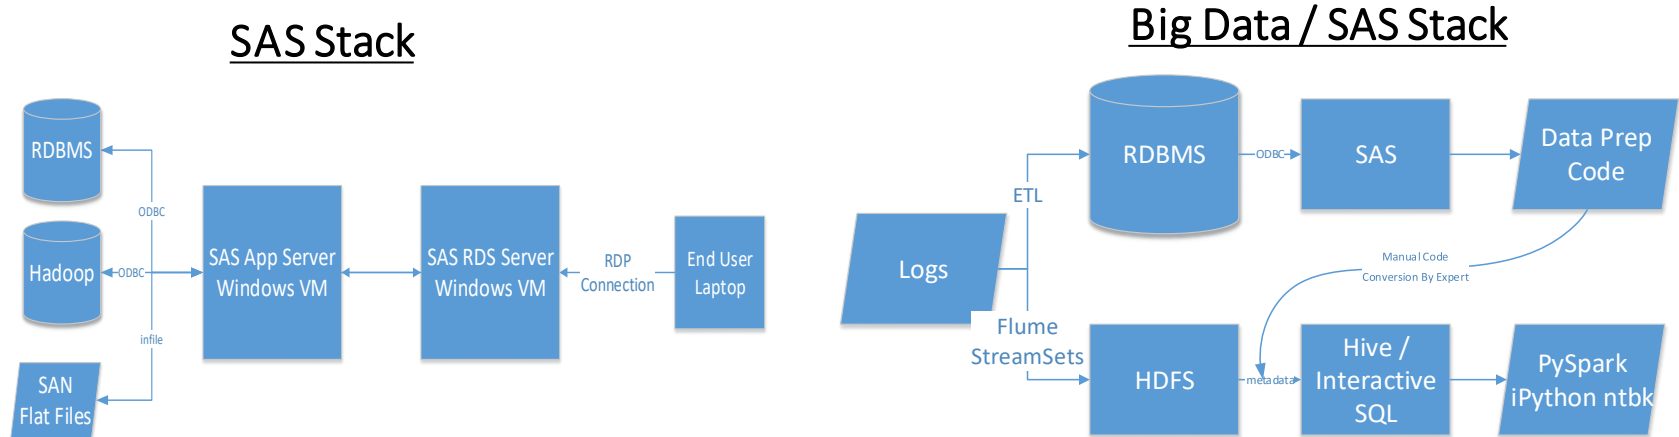 SAS Stack
RDBMS
ODBC
Hadoop
ODBC
infile
SAN
Flat Files
SAS App Server
Windows VM
SAS RDS Server
Windows VM
RDP
Connection
End User
Laptop
Big Data / SAS Stack
Logs
ETL
Flume
StreamSets
RDBMS
ODBC
SAS
Data Prep
Code
Manual Code
Conversion By Expert
HDFS
metadata
Hive /
Interactive
SQL
PySpark
iPython ntbk